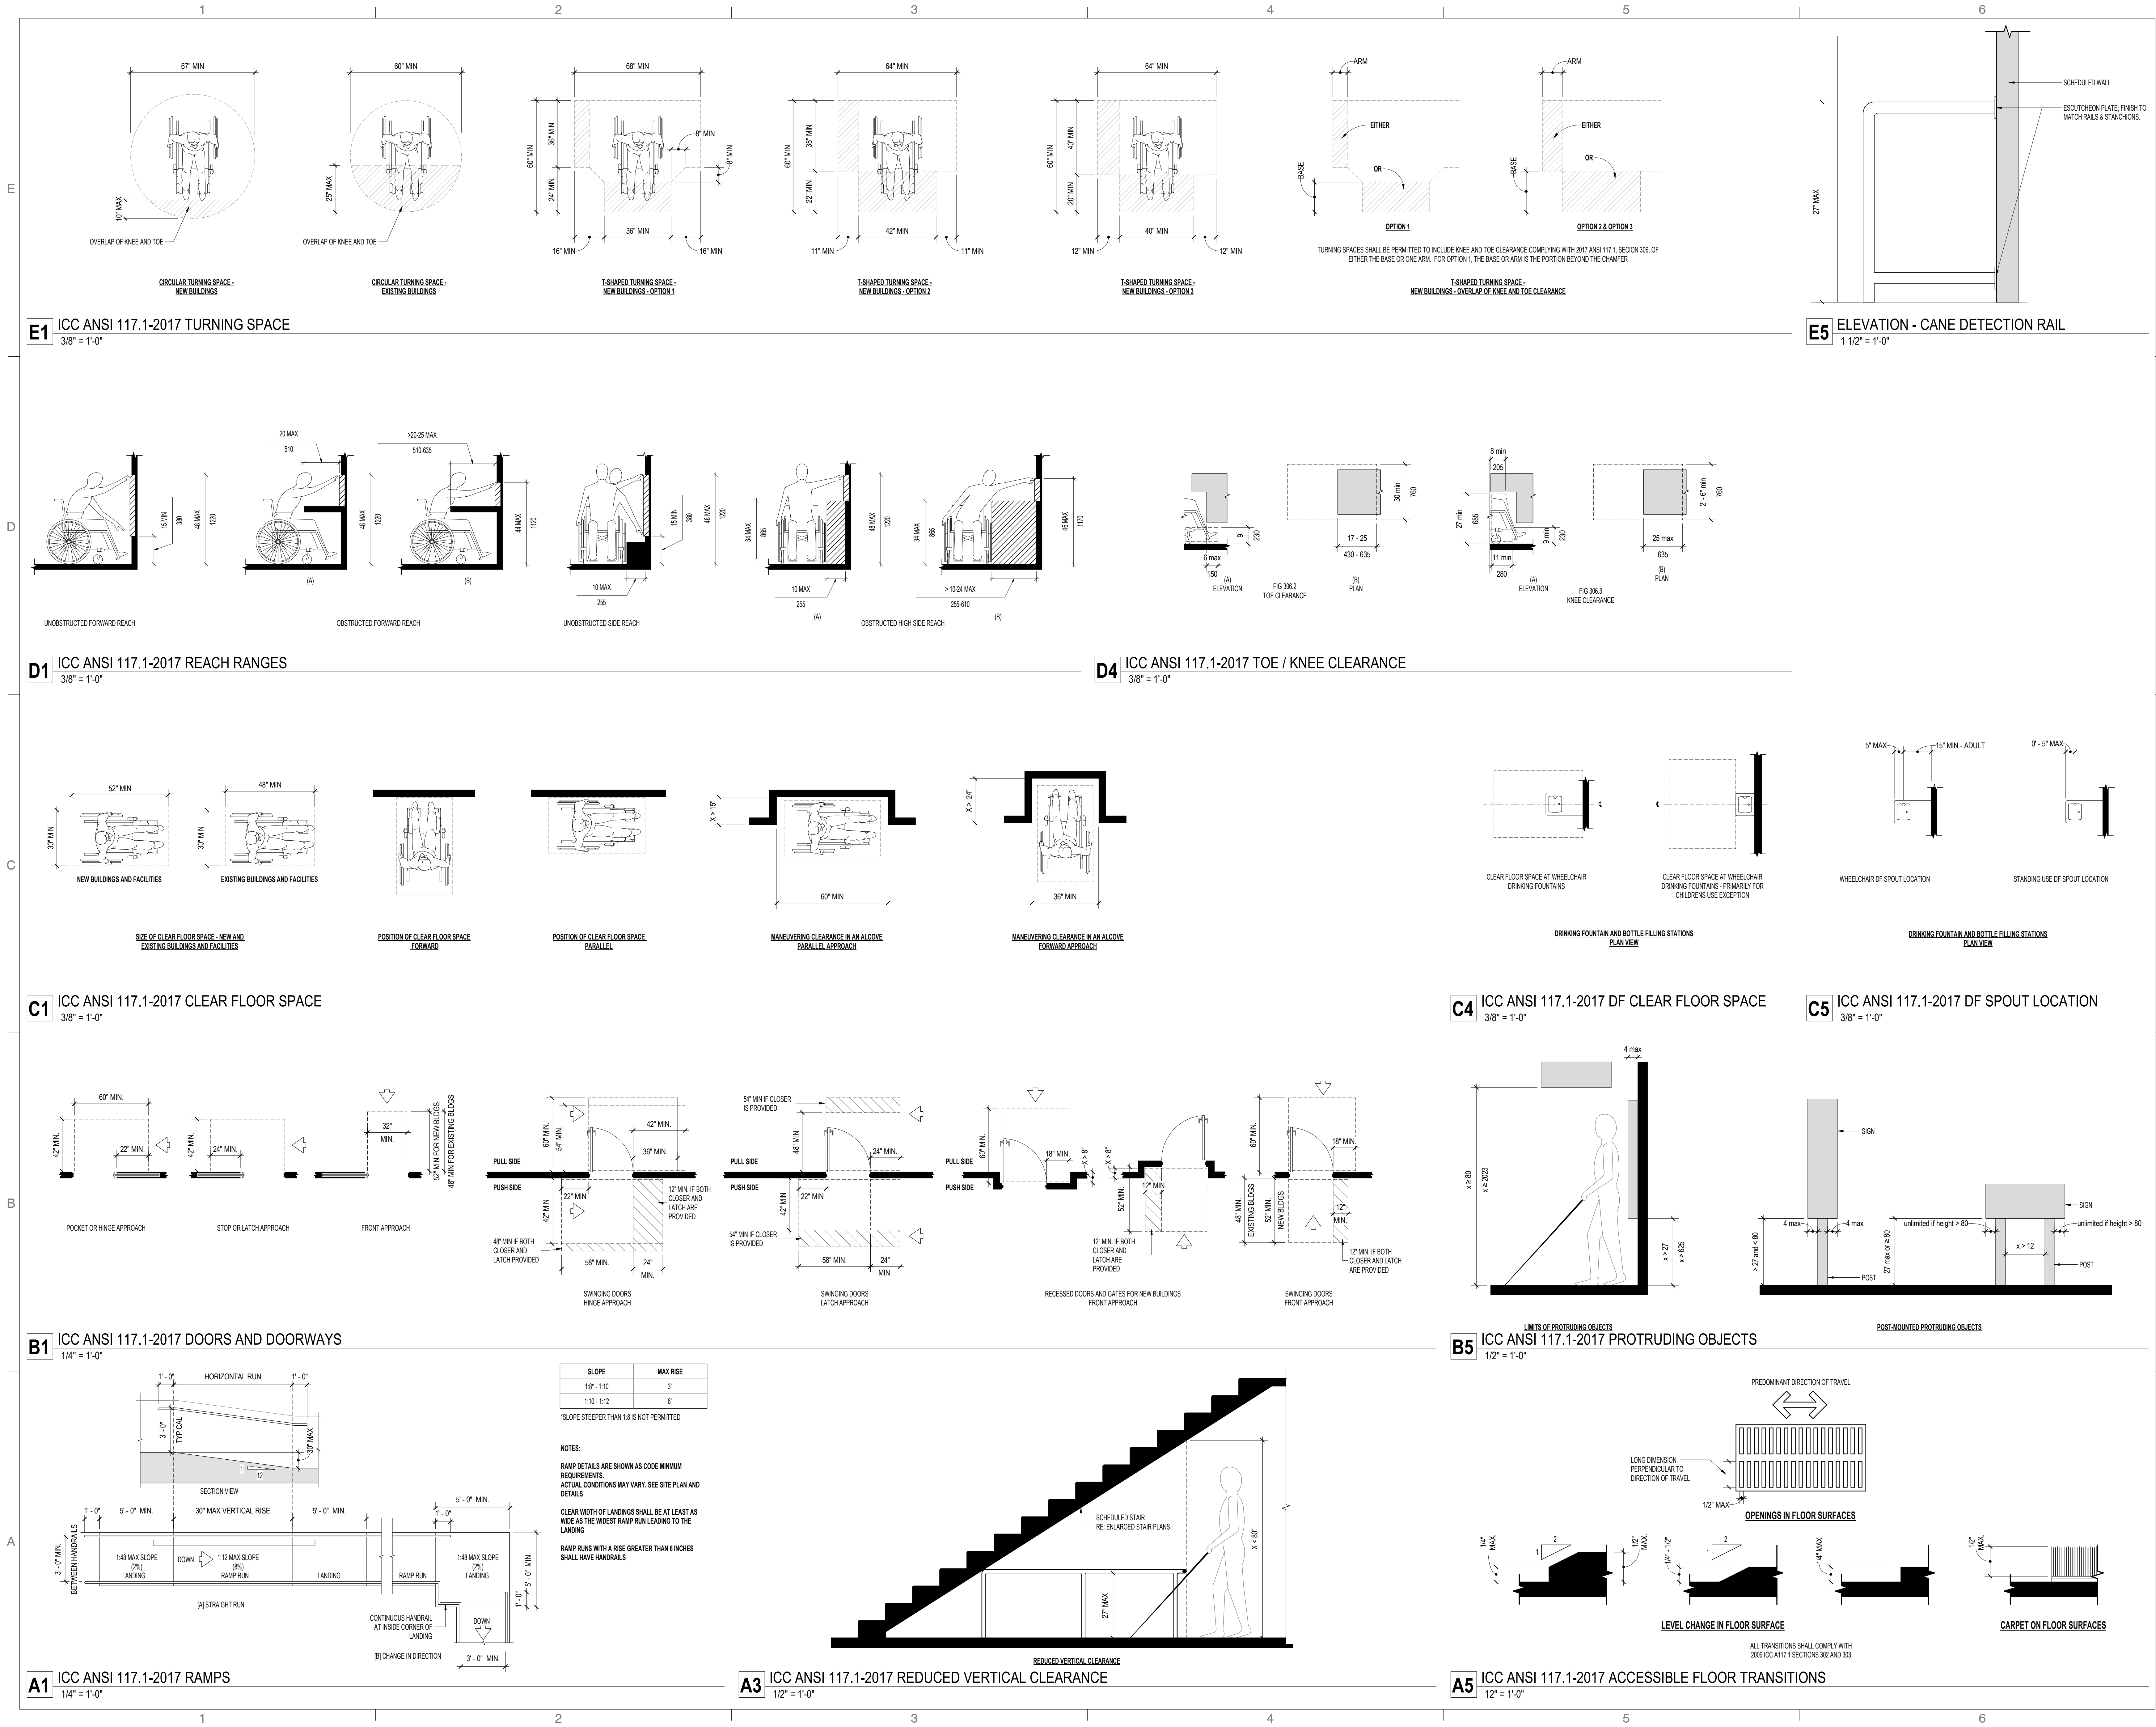 1
2
3
4
5
6
E
67" MIN
10" MAX
OVERLAP OF KNEE AND TOE
CIRCULAR TURNING SPACE -
NEW BUILDINGS
60" MIN
25" MAX
OVERLAP OF KNEE AND TOE
CIRCULAR TURNING SPACE -
EXISTING BUILDINGS
68" MIN
60" MIN
36" MIN
24" MIN
8" MIN
8" MIN
36" MIN
16" MIN
16" MIN
T-SHAPED TURNING SPACE -
NEW BUILDINGS - OPTION 1
64" MIN
60" MIN
38" MIN
22" MIN
42" MIN
11" MIN
11" MIN
T-SHAPED TURNING SPACE -
NEW BUILDINGS - OPTION 2
64" MIN
60" MIN
40" MIN
20" MIN
40" MIN
12" MIN
12" MIN
T-SHAPED TURNING SPACE -
NEW BUILDINGS - OPTION 3
ARM
EITHER
OR
BASE
OPTION 1
ARM
EITHER
OR
BASE
OPTION 2 & OPTION 3
TURNING SPACES SHALL BE PERMITTED TO INCLUDE KNEE AND TOE CLEARANCE COMPLYING WITH 2017 ANSI 117.1, SECION 306, OF
EITHER THE BASE OR ONE ARM. FOR OPTION 1, THE BASE OR ARM IS THE PORTION BEYOND THE CHAMFER
T-SHAPED TURNING SPACE -
NEW BUILDINGS - OVERLAP OF KNEE AND TOE CLEARANCE
E1 ICC ANSI 117.1-2017 TURNING SPACE
3/8" = 1'-0"
SCHEDULED WALL
ESCUTCHEON PLATE; FINISH TO
MATCH RAILS & STANCHIONS.
27" MAX
E5 ELEVATION - CANE DETECTION RAIL
1 1/2" = 1'-0"
D
15 MIN
380
48 MAX
1220
UNOBSTRUCTED FORWARD REACH
20 MAX
510
48 MAX
1220
(A)
>20-25 MAX
510-635
44 MAX
1120
(B)
OBSTRUCTED FORWARD REACH
15 MIN
380
48 MAX
1220
10 MAX
255
UNOBSTRUCTED SIDE REACH
34 MAX
865
48 MAX
1220
10 MAX
255
(A)
34 MAX
865
46 MAX
1170
> 10-24 MAX
255-610
(B)
OBSTRUCTED HIGH SIDE REACH
D1 ICC ANSI 117.1-2017 REACH RANGES
3/8" = 1'-0"
9
230
6 max
150
(A)
ELEVATION
FIG 306.2
TOE CLEARANCE
30 min
760
17 - 25
430 - 635
(B)
PLAN
8 min
205
27 min
685
9 min
230
11 min
280
(A)
ELEVATION
FIG 306.3
KNEE CLEARANCE
2' - 6" min
760
25 max
635
(B)
PLAN
D4 ICC ANSI 117.1-2017 TOE / KNEE CLEARANCE
3/8" = 1'-0"
C
52" MIN
30" MIN
NEW BUILDINGS AND FACILITIES
48" MIN
30" MIN
EXISTING BUILDINGS AND FACILITIES
SIZE OF CLEAR FLOOR SPACE - NEW AND
EXISTING BUILDINGS AND FACILITIES
POSITION OF CLEAR FLOOR SPACE
FORWARD
POSITION OF CLEAR FLOOR SPACE
PARALLEL
X > 15"
60" MIN
MANEUVERING CLEARANCE IN AN ALCOVE
PARALLEL APPROACH
X > 24"
36" MIN
MANEUVERING CLEARANCE IN AN ALCOVE
FORWARD APPROACH
C1 ICC ANSI 117.1-2017 CLEAR FLOOR SPACE
3/8" = 1'-0"
CLEAR FLOOR SPACE AT WHEELCHAIR
DRINKING FOUNTAINS
CLEAR FLOOR SPACE AT WHEELCHAIR
DRINKING FOUNTAINS - PRIMARILY FOR
CHILDRENS USE EXCEPTION
DRINKING FOUNTAIN AND BOTTLE FILLING STATIONS
PLAN VIEW
C4 ICC ANSI 117.1-2017 DF CLEAR FLOOR SPACE
3/8" = 1'-0"
5" MAX
15" MIN - ADULT
WHEELCHAIR DF SPOUT LOCATION
0' - 5" MAX
STANDING USE DF SPOUT LOCATION
DRINKING FOUNTAIN AND BOTTLE FILLING STATIONS
PLAN VIEW
C5 ICC ANSI 117.1-2017 DF SPOUT LOCATION
3/8" = 1'-0"
B
60" MIN.
42" MIN.
22" MIN.
POCKET OR HINGE APPROACH
42" MIN.
24" MIN.
STOP OR LATCH APPROACH
32"
MIN.
52" MIN FOR NEW BLDGS
48" MIN FOR EXISTING BLDGS
FRONT APPROACH
60" MIN.
54" MIN.
42" MIN.
36" MIN.
PULL SIDE
PUSH SIDE
22" MIN
42" MIN.
12" MIN. IF BOTH
CLOSER AND
LATCH ARE
PROVIDED
48" MIN IF BOTH
CLOSER AND
LATCH PROVIDED
58" MIN.
24"
MIN.
SWINGING DOORS
HINGE APPROACH
54" MIN IF CLOSER
IS PROVIDED
48" MIN
24" MIN.
PULL SIDE
PUSH SIDE
22" MIN
42" MIN.
54" MIN IF CLOSER
IS PROVIDED
58" MIN.
24"
MIN.
SWINGING DOORS
LATCH APPROACH
60" MIN.
18" MIN.
X > 8"
PULL SIDE
PUSH SIDE
X > 8"
12" MIN
52" MIN.
12" MIN. IF BOTH
CLOSER AND
LATCH ARE
PROVIDED
RECESSED DOORS AND GATES FOR NEW BUILDINGS
FRONT APPROACH
60" MIN.
18" MIN.
48" MIN.
EXISTING BLDGS
52" MIN.
NEW BLDGS
12"
MIN.
12" MIN. IF BOTH
CLOSER AND LATCH
ARE PROVIDED
SWINGING DOORS
FRONT APPROACH
B1 ICC ANSI 117.1-2017 DOORS AND DOORWAYS
1/4" = 1'-0"
4 max
x ≥ 80
x ≥ 2023
x > 27
x > 625
LIMITS OF PROTRUDING OBJECTS
SIGN
4 max
4 max
> 27 and < 80
POST
SIGN
unlimited if height > 80
unlimited if height > 80
27 max or ≥ 80
x > 12
POST
POST-MOUNTED PROTRUDING OBJECTS
B5 ICC ANSI 117.1-2017 PROTRUDING OBJECTS
1/2" = 1'-0"
A
1' - 0"
HORIZONTAL RUN
1' - 0"
3' - 0"
TYPICAL
30" MAX
1
12
SECTION VIEW
1' - 0"
5' - 0" MIN.
30" MAX VERTICAL RISE
5' - 0" MIN.
5' - 0" MIN.
1' - 0"
3' - 0" MIN.
BETWEEN HANDRAILS
1:48 MAX SLOPE
(2%)
LANDING
DOWN
1:12 MAX SLOPE
(8%)
RAMP RUN
LANDING
RAMP RUN
1:48 MAX SLOPE
(2%)
LANDING
5' - 0" MIN.
1' - 0"
[A] STRAIGHT RUN
CONTINUOUS HANDRAIL
AT INSIDE CORNER OF
LANDING
DOWN
[B] CHANGE IN DIRECTION
3' - 0" MIN.
SLOPE MAX RISE
1:8" - 1:10 3"
1:10 - 1:12 6"
*SLOPE STEEPER THAN 1:8 IS NOT PERMITTED
NOTES:
RAMP DETAILS ARE SHOWN AS CODE MINMUM
REQUIREMENTS.
ACTUAL CONDITIONS MAY VARY. SEE SITE PLAN AND
DETAILS
CLEAR WIDTH OF LANDINGS SHALL BE AT LEAST AS
WIDE AS THE WIDEST RAMP RUN LEADING TO THE
LANDING
RAMP RUNS WITH A RISE GREATER THAN 6 INCHES
SHALL HAVE HANDRAILS
A1 ICC ANSI 117.1-2017 RAMPS
1/4" = 1'-0"
SCHEDULED STAIR
RE: ENLARGED STAIR PLANS
X < 80"
27" MAX
REDUCED VERTICAL CLEARANCE
A3 ICC ANSI 117.1-2017 REDUCED VERTICAL CLEARANCE
1/2" = 1'-0"
PREDOMINANT DIRECTION OF TRAVEL
LONG DIMENSION
PERPENDICULAR TO
DIRECTION OF TRAVEL
1/2" MAX
OPENINGS IN FLOOR SURFACES
1/4"
MAX.
2
1
1/2"
MAX.
1/4" - 1/2"
2
1
1/4" MAX
1/2"
MAX.
LEVEL CHANGE IN FLOOR SURFACE
CARPET ON FLOOR SURFACES
ALL TRANSITIONS SHALL COMPLY WITH
2009 ICC A117.1 SECTIONS 302 AND 303
A5 ICC ANSI 117.1-2017 ACCESSIBLE FLOOR TRANSITIONS
12" = 1'-0"
1
2
3
4
5
6